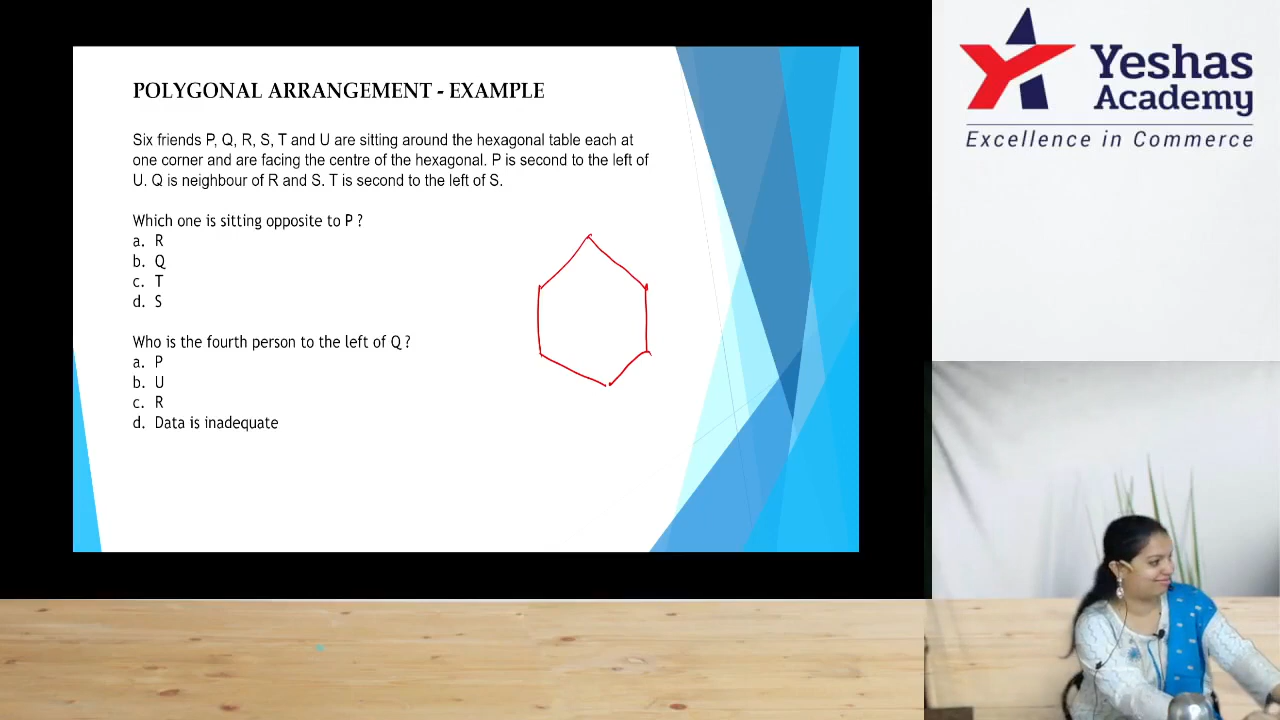 POLYGONAL ARRANGEMENT - EXAMPLE
Six friends P, Q, R, S, T and U are sitting around the hexagonal table each at
one corner and are facing the centre of the hexagonal. P is second to the left of
U. Q is neighbour of R and S. T is second to the left of S.
Which one is sitting opposite to P ?
a. R
b. Q
c. T
d. S
Who is the fourth person to the left of Q ?
a. P
b. U
c. R
d. Data is inadequate
Yeshas
Academy
Excellence in Commerce